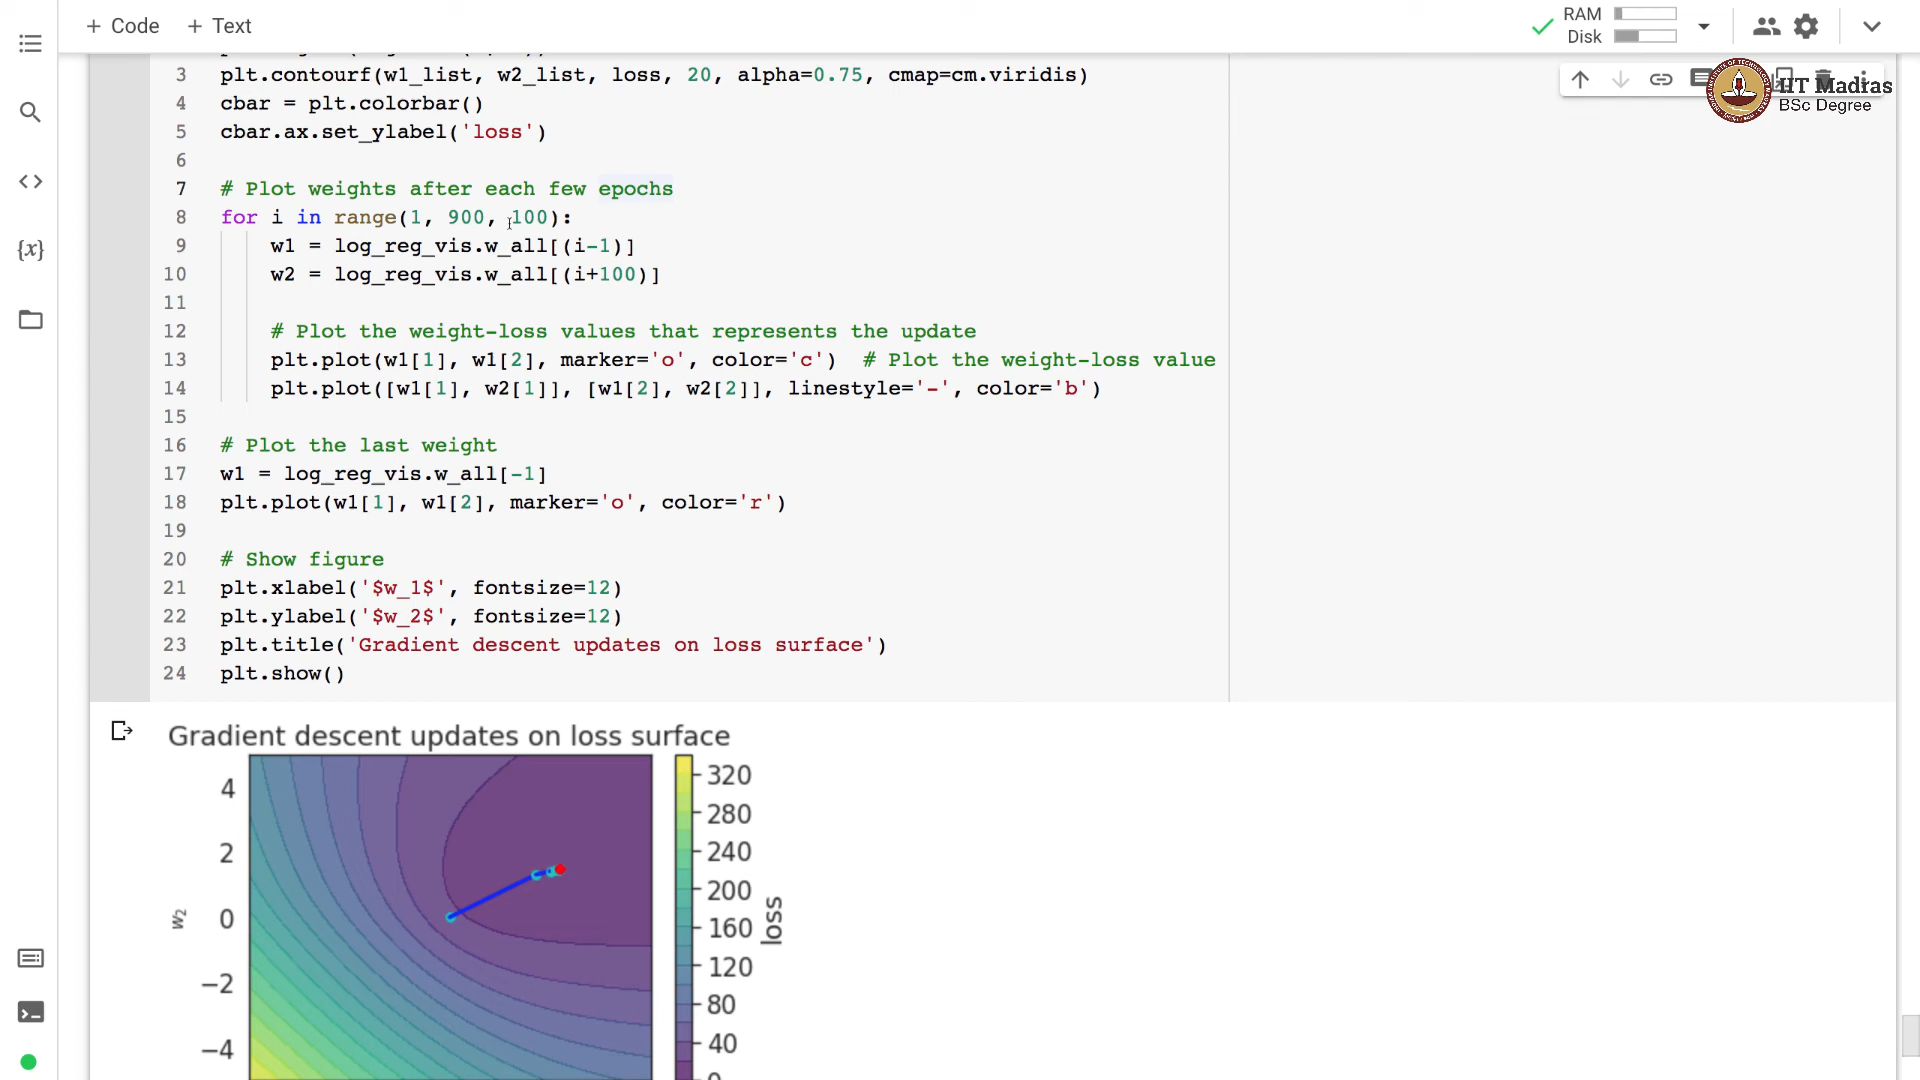 + Code + Text
RAM
Disk
3 plt.contourf(w1_list, w2_list, loss, 20, alpha=0.75, cmap=cm.viridis)
4 cbar = plt.colorbar()
5 cbar.ax.set_ylabel('loss')
6
7 # Plot weights after each few epochs
8 for i in range(1, 900, 100):
9 w1 = log_reg_vis.w_all[(i-1)]
10 w2 = log_reg_vis.w_all[(i+100)]
11
12 # Plot the weight-loss values that represents the update
13 plt.plot(w1[1], w1[2], marker='o', color='c') # Plot the weight-loss value
14 plt.plot([w1[1], w2[1]], [w1[2], w2[2]], linestyle='-', color='b')
15
16 # Plot the last weight
17 w1 = log_reg_vis.w_all[-1]
18 plt.plot(w1[1], w1[2], marker='o', color='r')
19
20 # Show figure
21 plt.xlabel('$w_1$', fontsize=12)
22 plt.ylabel('$w_2$', fontsize=12)
23 plt.title('Gradient descent updates on loss surface')
24 plt.show()
IIT Madras
BSc Degree
{x}
Gradient descent updates on loss surface
4
2
0
−2
−4
w₂
320
280
240
200
160
120
80
40
loss